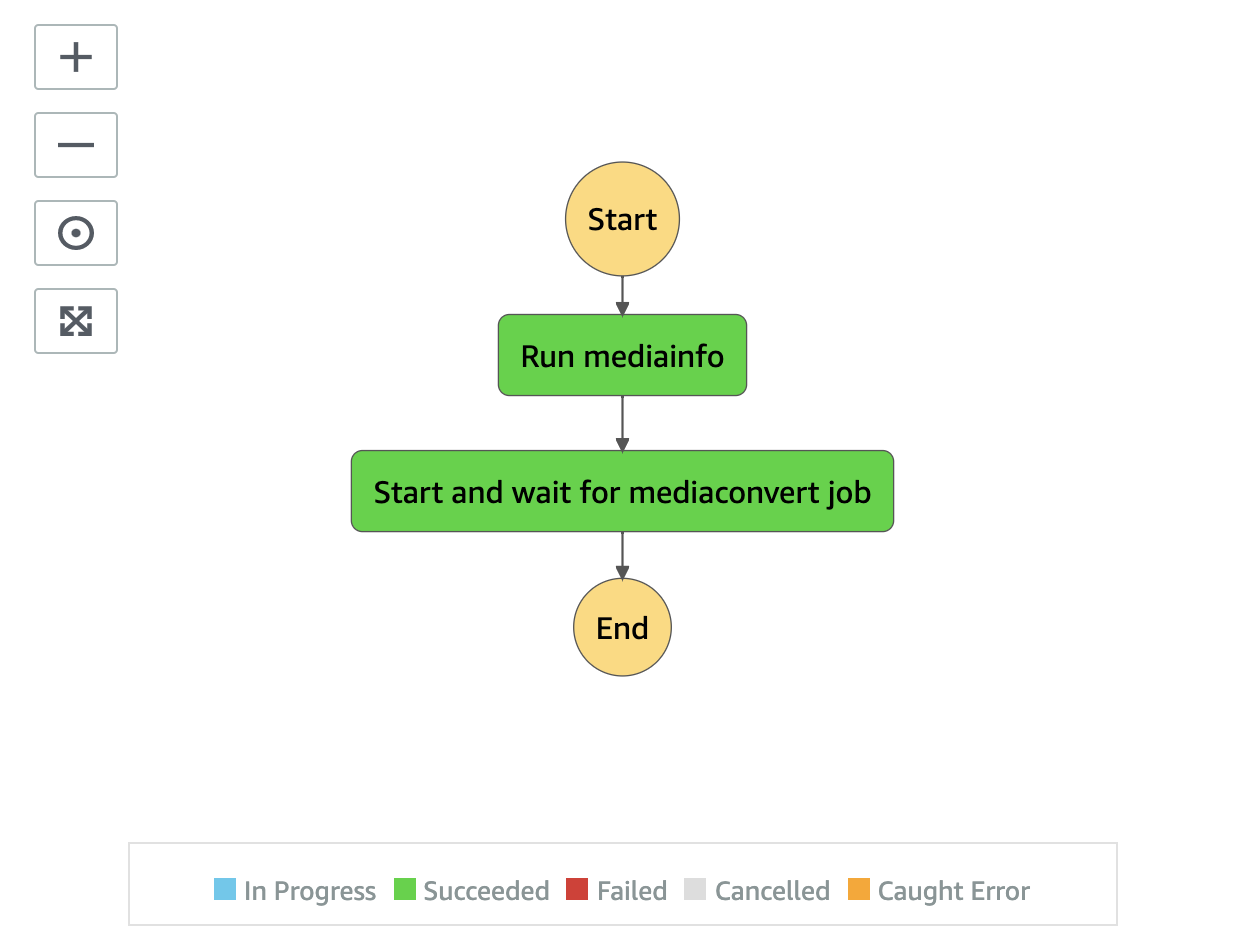 Start
Run mediainfo
Start and wait for mediaconvert job
End
In Progress Succeeded Failed Cancelled Caught Error